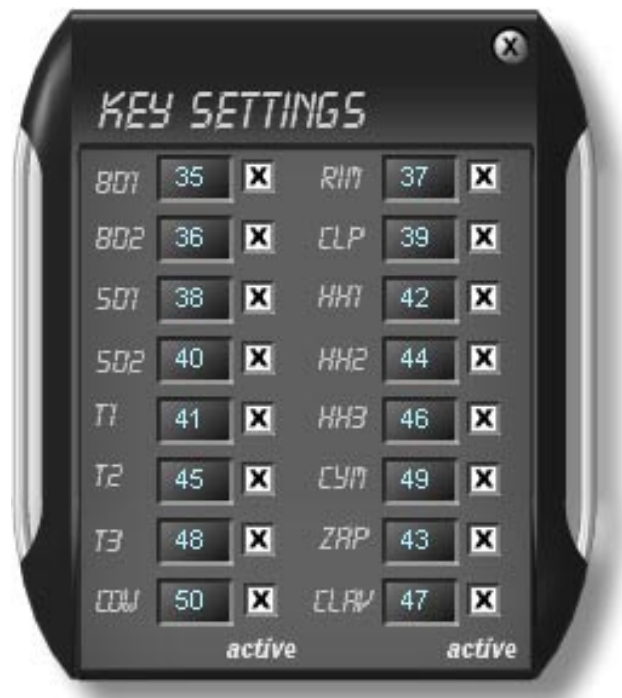 X
KEY SETTINGS
BD1 35 X RIM 37 X
BD2 36 X CLP 39 X
SD1 38 X HH1 42 X
SD2 40 X HH2 44 X
T1 41 X HH3 46 X
T2 45 X CYM 49 X
T3 48 X ZAP 43 X
COW 50 X CLAV 47 X
active active